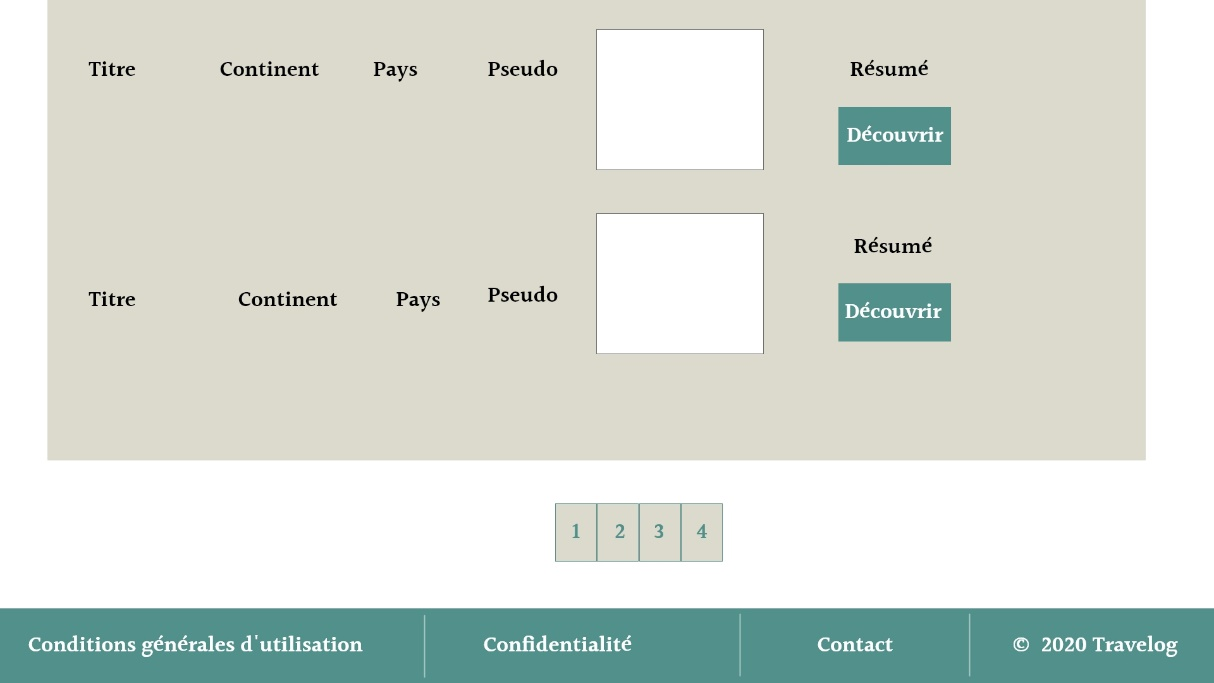 Titre Continent Pays Pseudo Résumé
Découvrir
Résumé
Titre Continent Pays Pseudo
Découvrir
1 2 3 4
Conditions générales d'utilisation Confidentialité Contact © 2020 Travelog